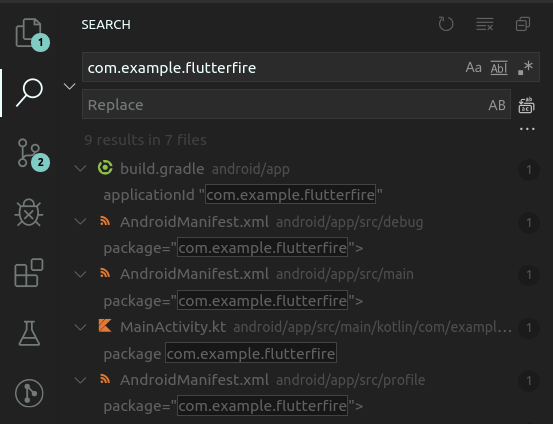 SEARCH
1
com.example.flutterfire Aa Abl .*
Replace AB
2
...
9 results in 7 files
build.gradle android/app 1
applicationId "com.example.flutterfire"
AndroidManifest.xml android/app/src/debug 1
package="com.example.flutterfire">
AndroidManifest.xml android/app/src/main 1
package="com.example.flutterfire">
MainActivity.kt android/app/src/main/kotlin/com/exampl... 1
package com.example.flutterfire
AndroidManifest.xml android/app/src/profile 1
package="com.example.flutterfire">